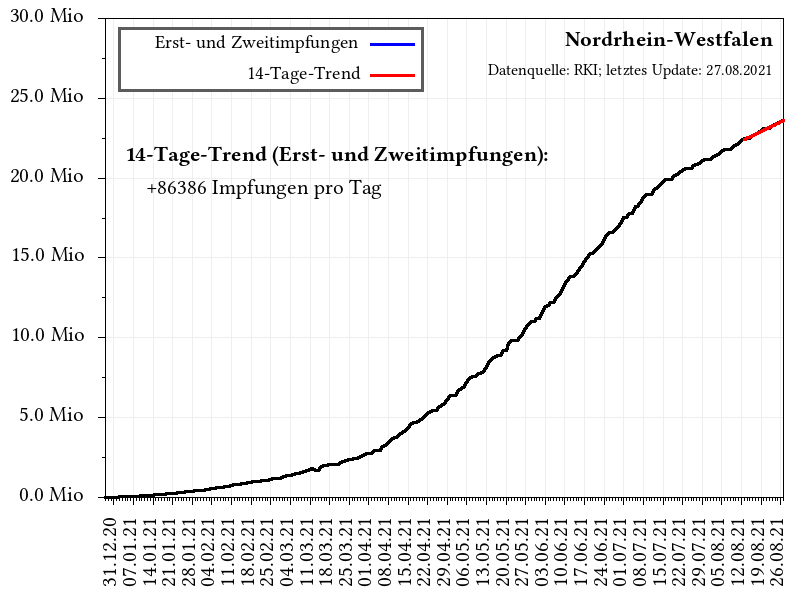 30.0 Mio
25.0 Mio
20.0 Mio
15.0 Mio
10.0 Mio
5.0 Mio
0.0 Mio
Erst- und Zweitimpfungen
14-Tage-Trend
Nordrhein-Westfalen
Datenquelle: RKI; letztes Update: 27.08.2021
14-Tage-Trend (Erst- und Zweitimpfungen):
+86386 Impfungen pro Tag
31.12.20
07.01.21
14.01.21
21.01.21
28.01.21
04.02.21
11.02.21
18.02.21
25.02.21
04.03.21
11.03.21
18.03.21
25.03.21
01.04.21
08.04.21
15.04.21
22.04.21
29.04.21
06.05.21
13.05.21
20.05.21
27.05.21
03.06.21
10.06.21
17.06.21
24.06.21
01.07.21
08.07.21
15.07.21
22.07.21
29.07.21
05.08.21
12.08.21
19.08.21
26.08.21